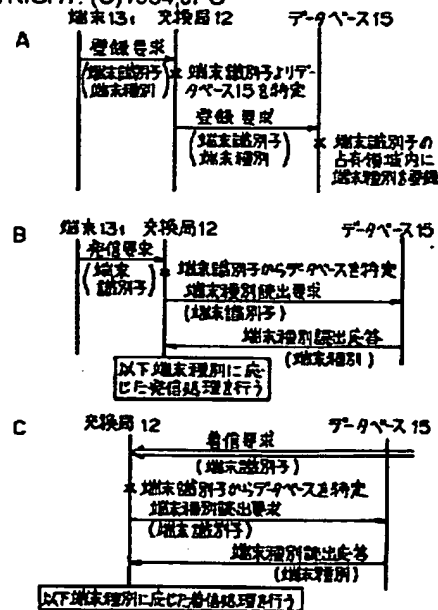 COPYRIGHT: (C)1994,JPO
端末13₁ 交換局12 データベース15
A
登録要求
(端末識別子
端末種別)
×端末識別子よりデー
タベース15を特定
登録要求
(端末識別子
端末種別)
×端末識別子の
占有領域内に
端末種別を登録
B
端末13₁ 交換局12 データベース15
発信要求
(端末
識別子)
×端末識別子からデータベースを特定
端末種別読出要求
(端末識別子)
端末種別読出応答
(端末種別)
以下端末種別に応
じた発信処理を行う
C
交換局12 データベース15
着信要求
(端末識別子)
×端末識別子からデータベースを特定
端末種別読出要求
(端末識別子)
端末種別読出応答
(端末種別)
以下端末種別に応じた着信処理を行う